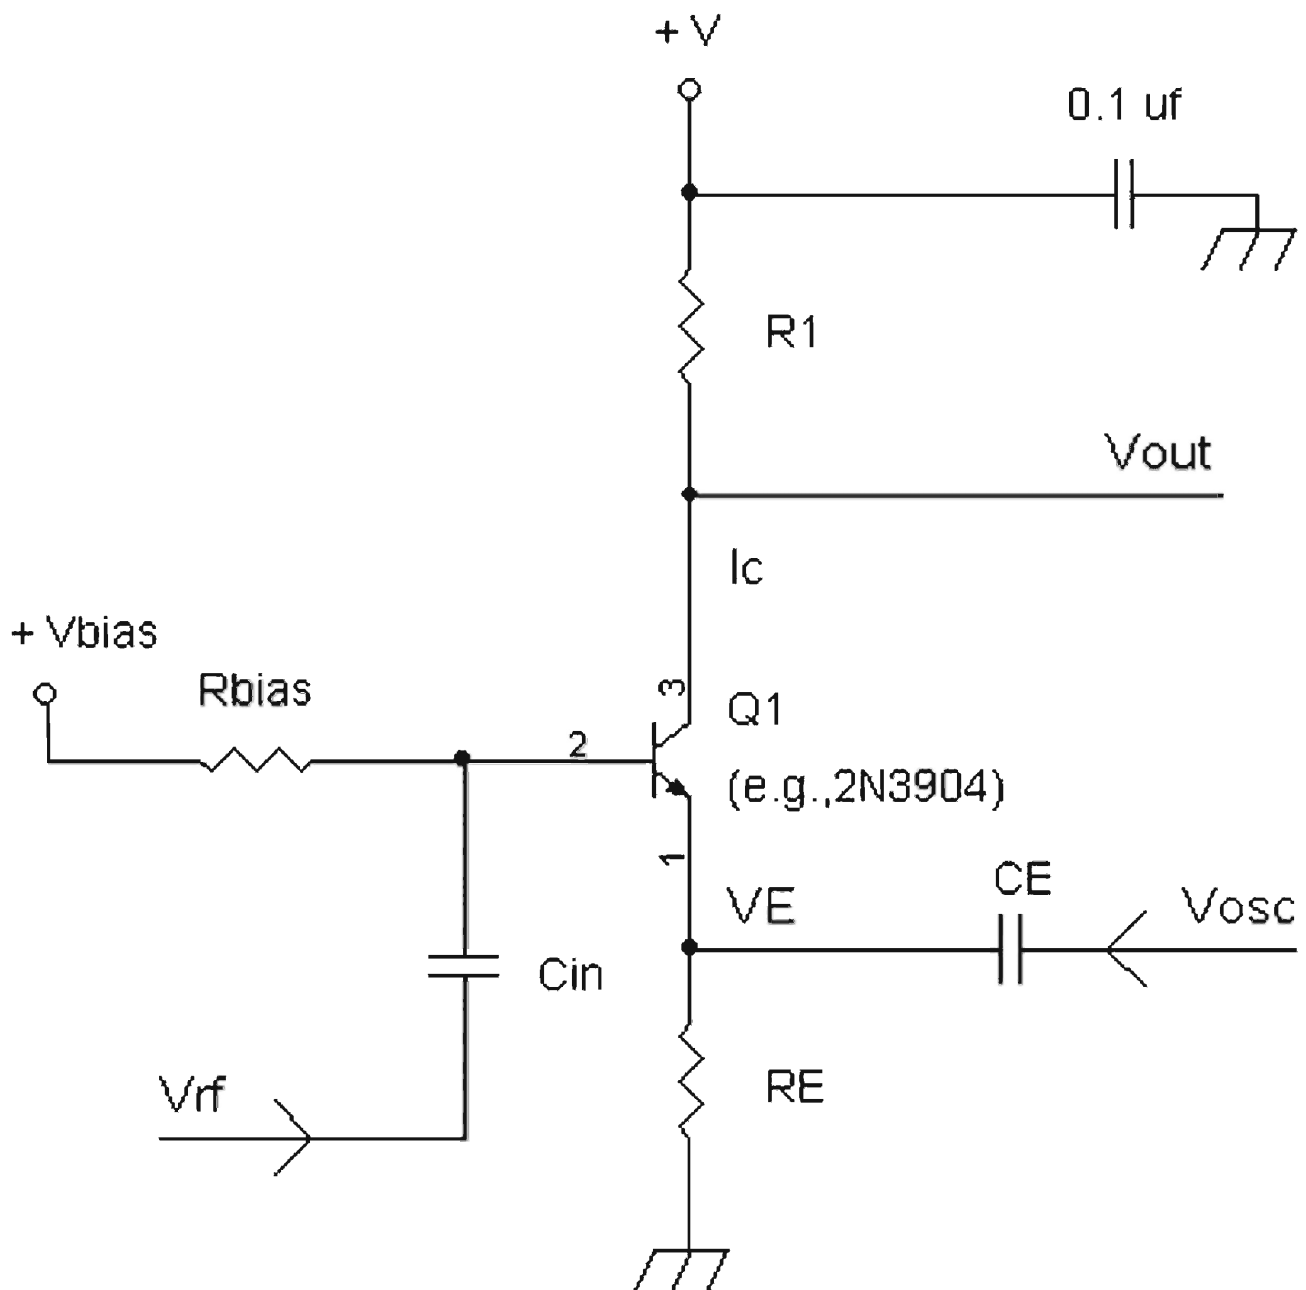 + V
0.1 uf
R1
Vout
Ic
+ Vbias
Rbias
3
Q1
2
(e.g.,2N3904)
1
CE
VE
Vosc
Cin
Vrf
RE